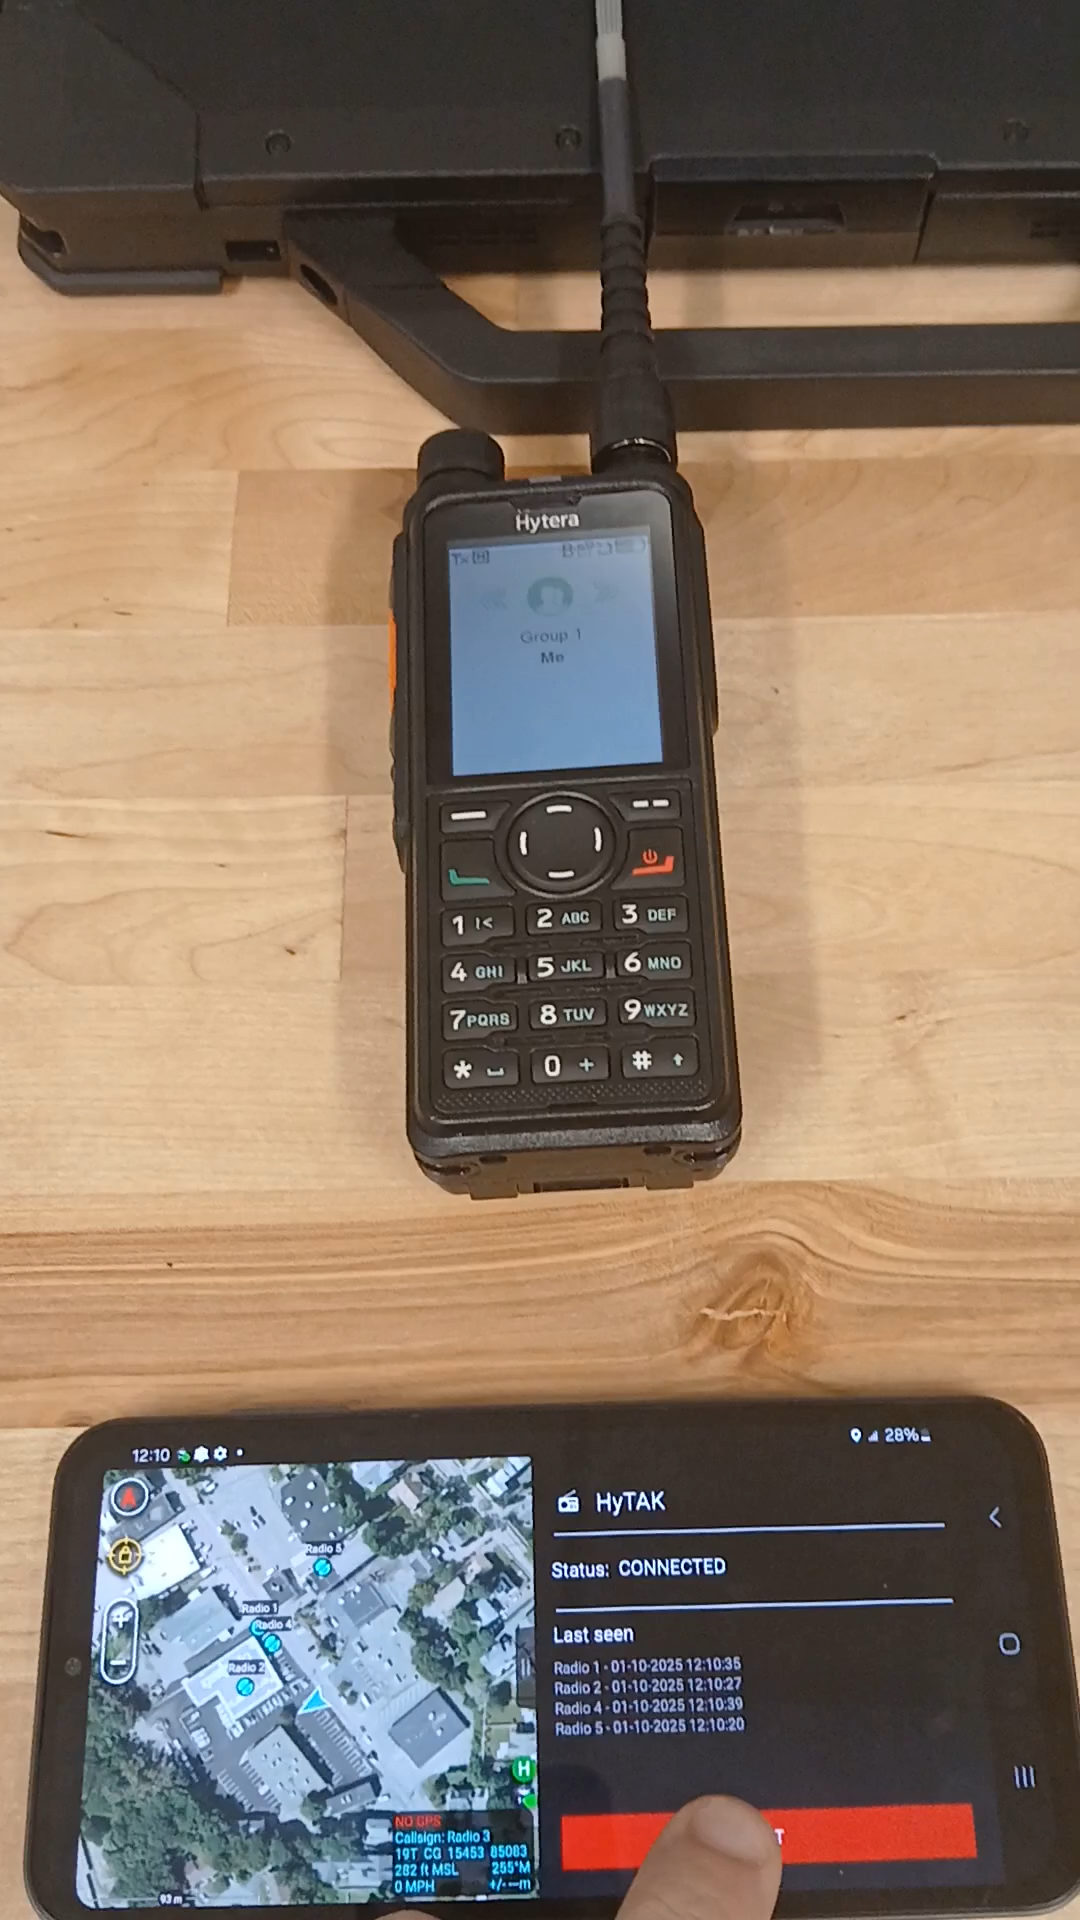 Hytera
Tx
Group 1
Me
1 |<
2 ABC
3 DEF
4 GHI
5 JKL
6 MNO
7PQRS
8 TUV
9WXYZ
*
0 +
#
12:10
28%
A
HyTAK
Status: CONNECTED
Last seen
Radio 1 - 01-10-2025 12:10:35
Radio 2 - 01-10-2025 12:10:27
Radio 4 - 01-10-2025 12:10:39
Radio 5 - 01-10-2025 12:10:20
Radio 5
Radio 1
Radio 4
Radio 2
H
NO GPS
Callsign: Radio 3
19T CG 15453 85083
282 ft MSL 255°M
0 MPH +/- --m
93 m